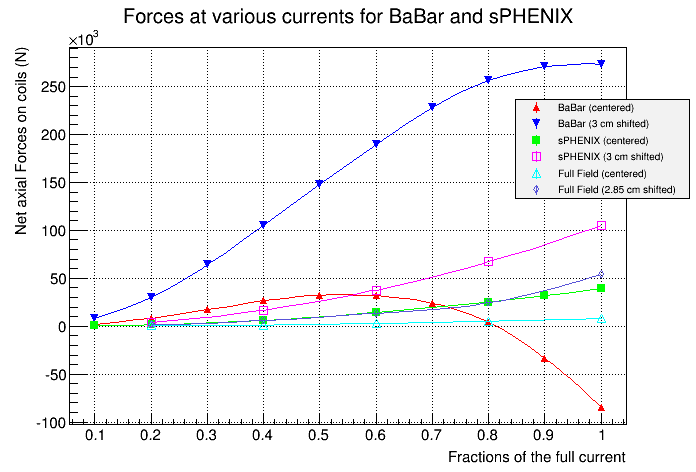 Forces at various currents for BaBar and sPHENIX
×10³
Net axial Forces on coils (N)
250
200
150
100
50
0
-50
-100
BaBar (centered)
BaBar (3 cm shifted)
sPHENIX (centered)
sPHENIX (3 cm shifted)
Full Field (centered)
Full Field (2.85 cm shifted)
0.1 0.2 0.3 0.4 0.5 0.6 0.7 0.8 0.9 1
Fractions of the full current